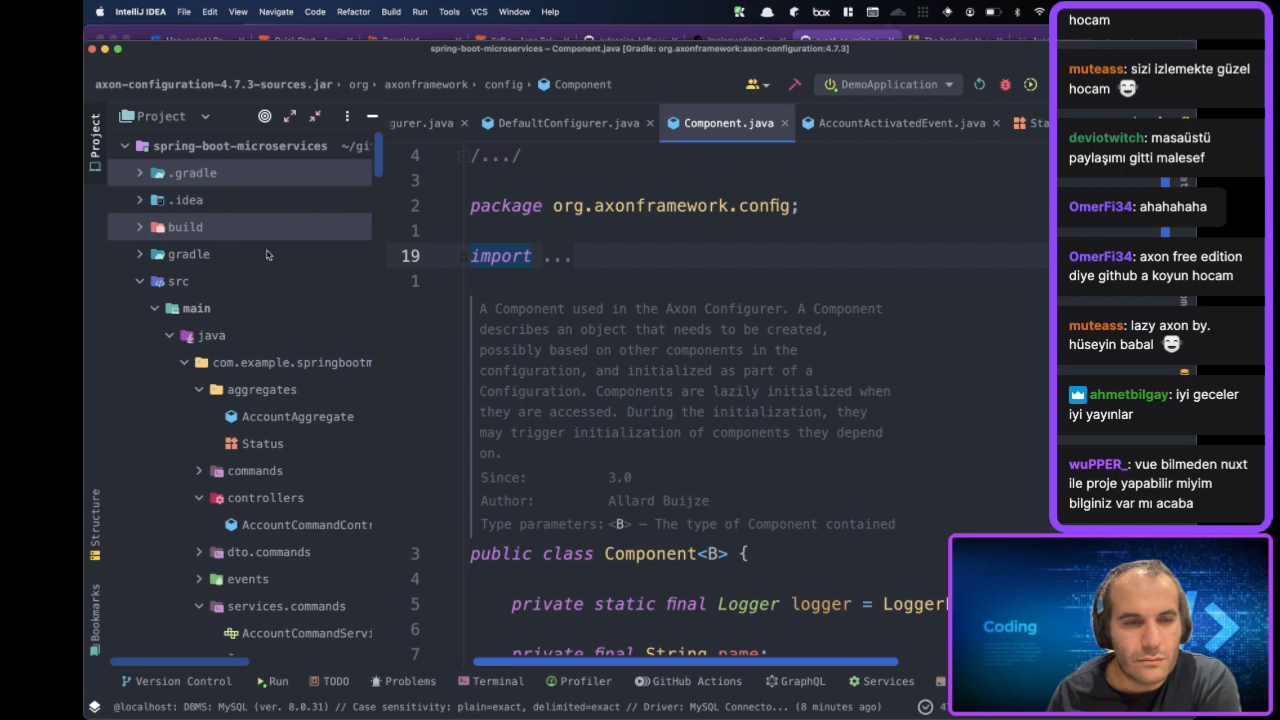 IntelliJ IDEA File Edit View Navigate Code Refactor Build Run Tools VCS Window Help
box
spring-boot-microservices – Component.java [Gradle: org.axonframework:axon-configuration:4.7.3]
axon-configuration-4.7.3-sources.jar › org › axonframework › config › Component
DemoApplication
Project
gurer.java × DefaultConfigurer.java × Component.java × AccountActivatedEvent.java × Sta
Project
spring-boot-microservices ~/gi
.gradle
.idea
build
gradle
src
main
java
com.example.springbootm
aggregates
AccountAggregate
Status
commands
controllers
AccountCommandContr
dto.commands
events
services.commands
AccountCommandServi
Structure
Bookmarks
4 /.../
3
2 package org.axonframework.config;
1
19 import ...
1
A Component used in the Axon Configurer. A Component
describes an object that needs to be created,
possibly based on other components in the
configuration, and initialized as part of a
Configuration. Components are lazily initialized when
they are accessed. During the initialization, they
may trigger initialization of components they depend
on.
Since: 3.0
Author: Allard Buijze
Type parameters: <B> – The type of Component contained
3 public class Component<B> {
4
5 private static final Logger logger = Logger
6
7 private final String name;
Version Control Run TODO Problems Terminal Profiler GitHub Actions GraphQL Services
@localhost: DBMS: MySQL (ver. 8.0.31) // Case sensitivity: plain=exact, delimited=exact // Driver: MySQL Connecto... (8 minutes ago)
hocam
muteass: sizi izlemekte güzel
hocam
deviotwitch: masaüstü
paylaşımı gitti malesef
OmerFi34: ahahahaha
OmerFi34: axon free edition
diye github a koyun hocam
muteass: lazy axon by.
hüseyin babal
ahmetbilgay: iyi geceler
iyi yayınlar
wuPPER_: vue bilmeden nuxt
ile proje yapabilir miyim
bilginiz var mı acaba
Coding